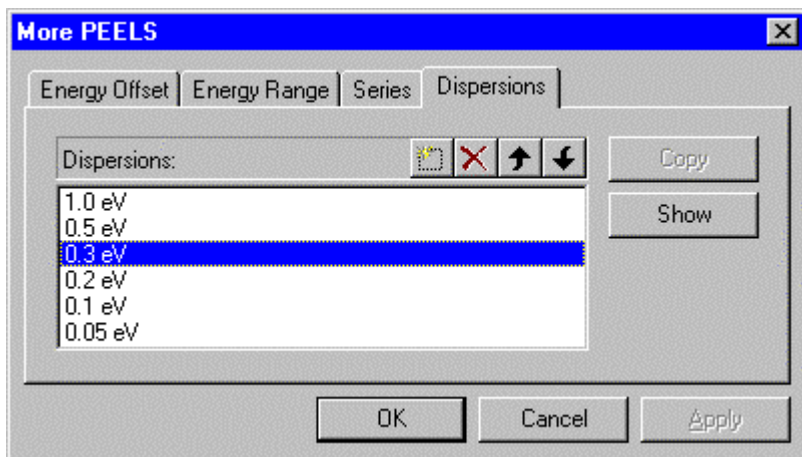 More PEELS
Energy Offset Energy Range Series Dispersions
Dispersions:
Copy
1.0 eV
0.5 eV
0.3 eV
0.2 eV
0.1 eV
0.05 eV
Show
OK Cancel Apply